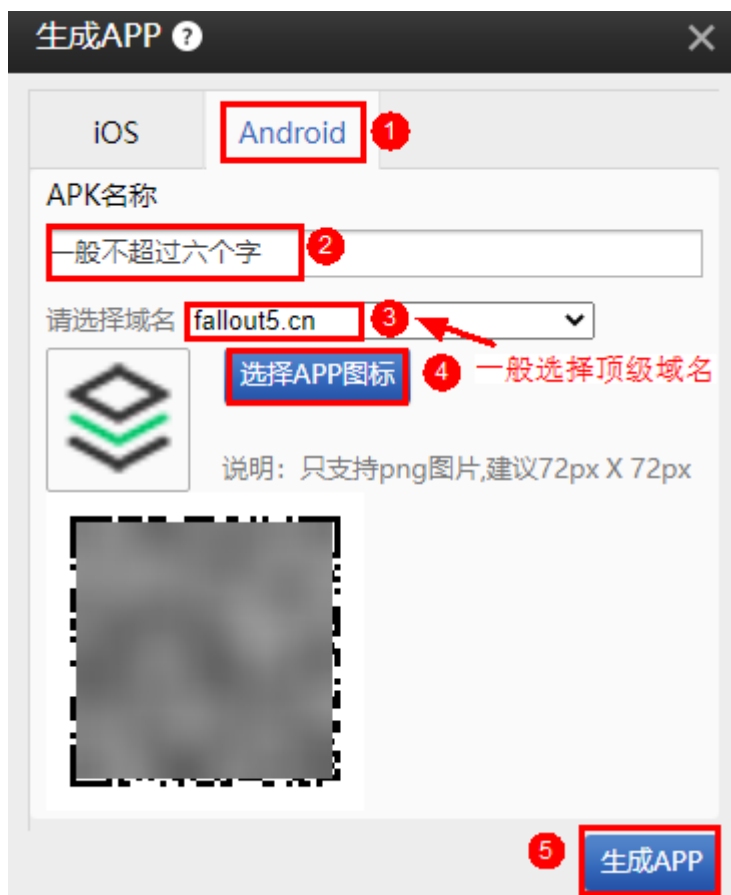 生成APP ?
iOS
Android 1
APK名称
一般不超过六个字 2
请选择域名 fallout5.cn 3
选择APP图标 4 一般选择顶级域名
说明：只支持png图片,建议72px X 72px
5 生成APP